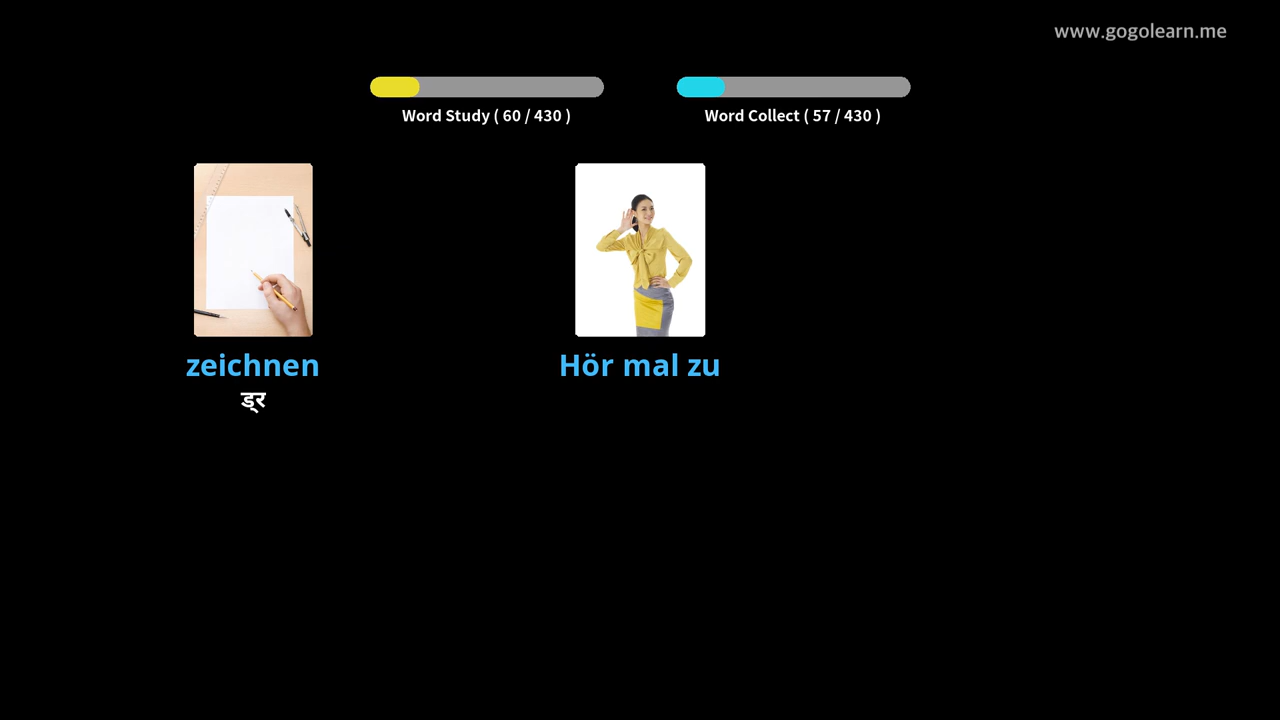 www.gogolearn.me
Word Study ( 60 / 430 )
Word Collect ( 57 / 430 )
zeichnen
ड्र
Hör mal zu